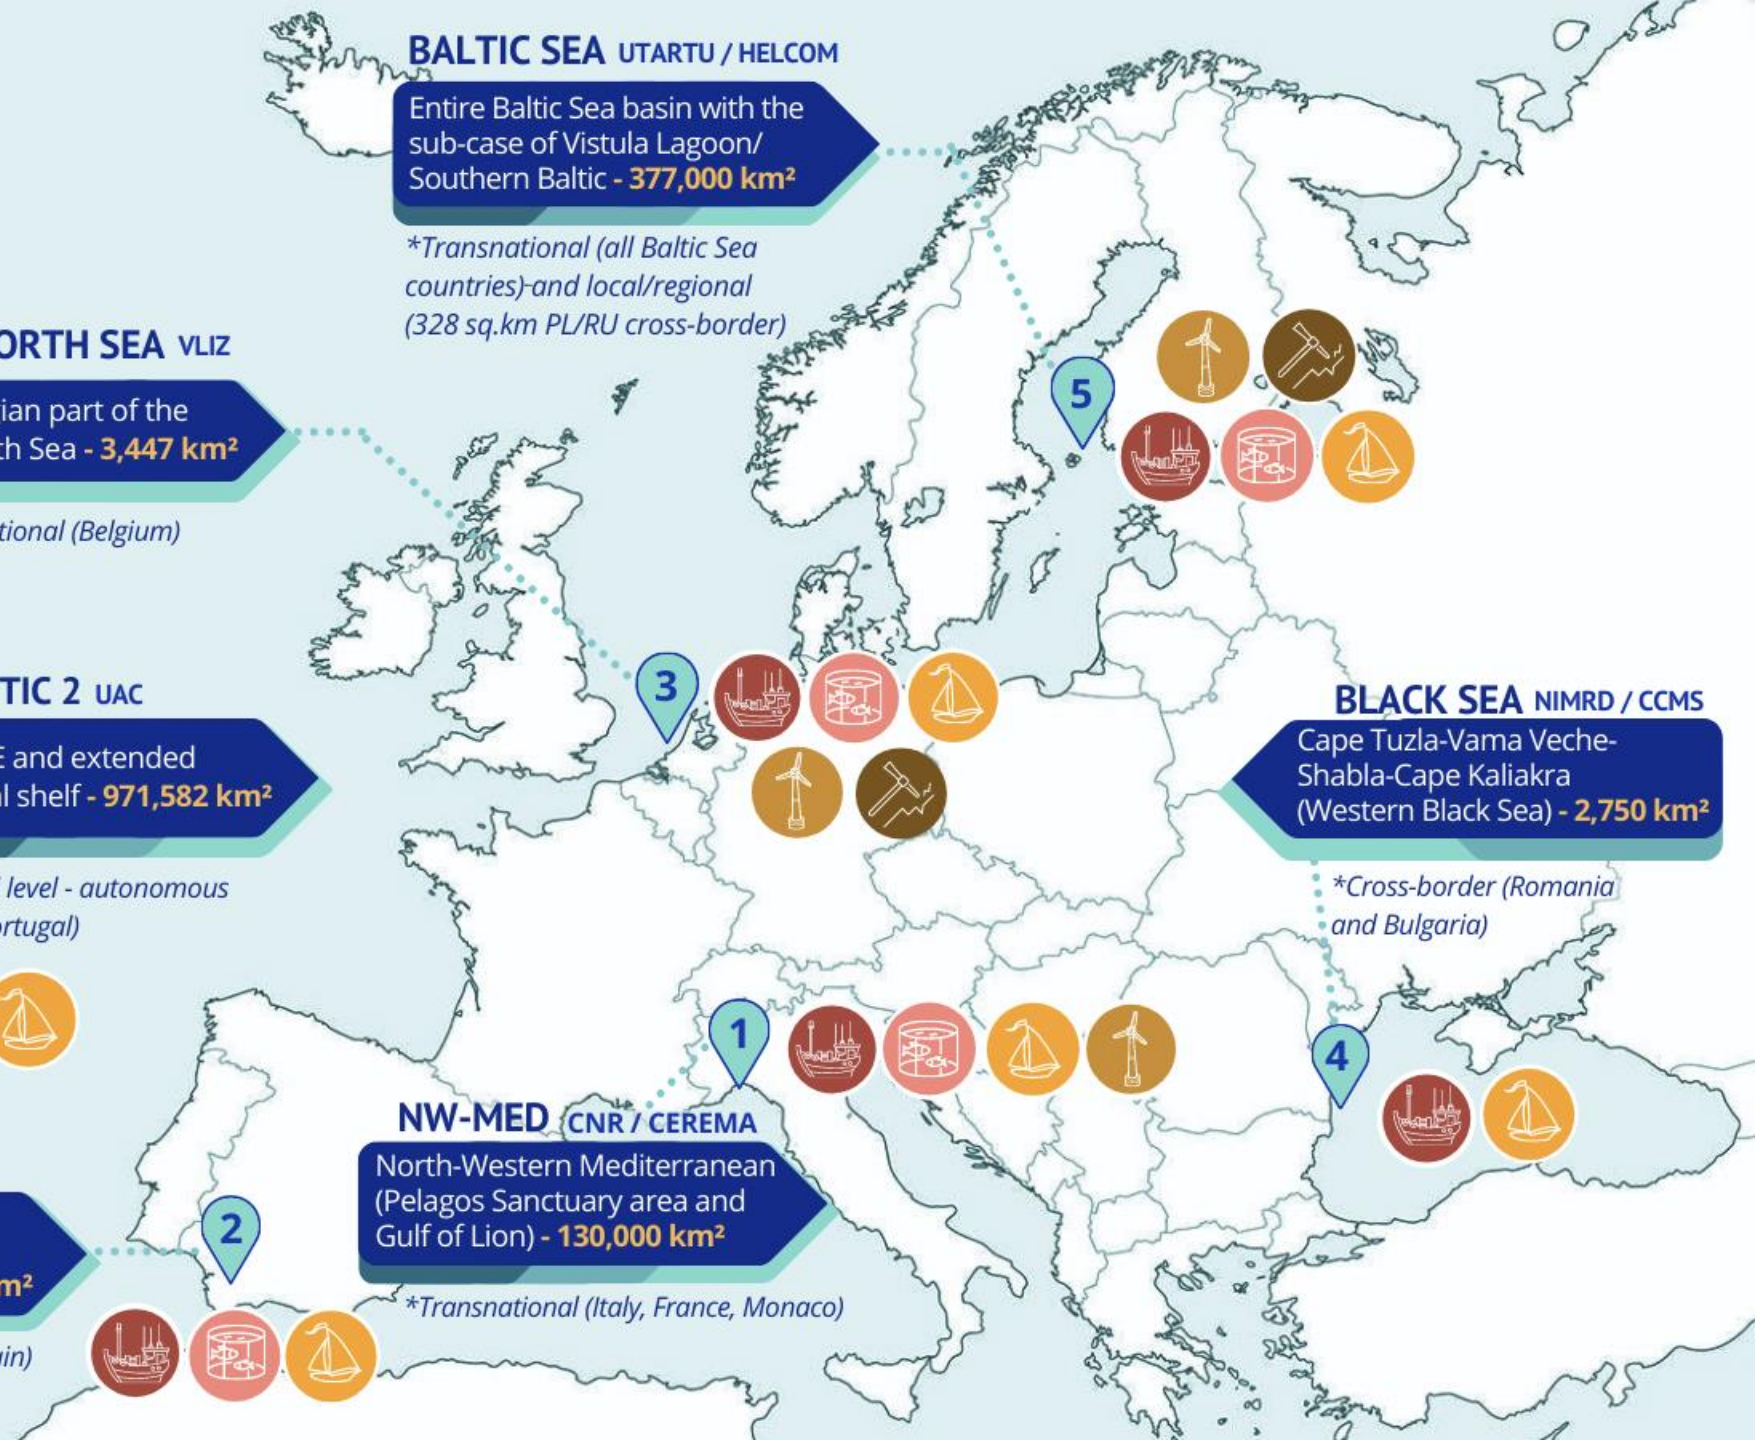 BALTIC SEA UTARTU / HELCOM
Entire Baltic Sea basin with the
sub-case of Vistula Lagoon/
Southern Baltic - 377,000 km²
*Transnational (all Baltic Sea
countries)-and local/regional
(328 sq.km PL/RU cross-border)
ORTH SEA VLIZ
ian part of the
th Sea - 3,447 km²
tional (Belgium)
5
3
TIC 2 UAC
E and extended
l shelf - 971,582 km²
level - autonomous
ortugal)
BLACK SEA NIMRD / CCMS
Cape Tuzla-Vama Veche-
Shabla-Cape Kaliakra
(Western Black Sea) - 2,750 km²
*Cross-border (Romania
and Bulgaria)
1
4
NW-MED CNR / CEREMA
North-Western Mediterranean
(Pelagos Sanctuary area and
Gulf of Lion) - 130,000 km²
*Transnational (Italy, France, Monaco)
2
m²
in)